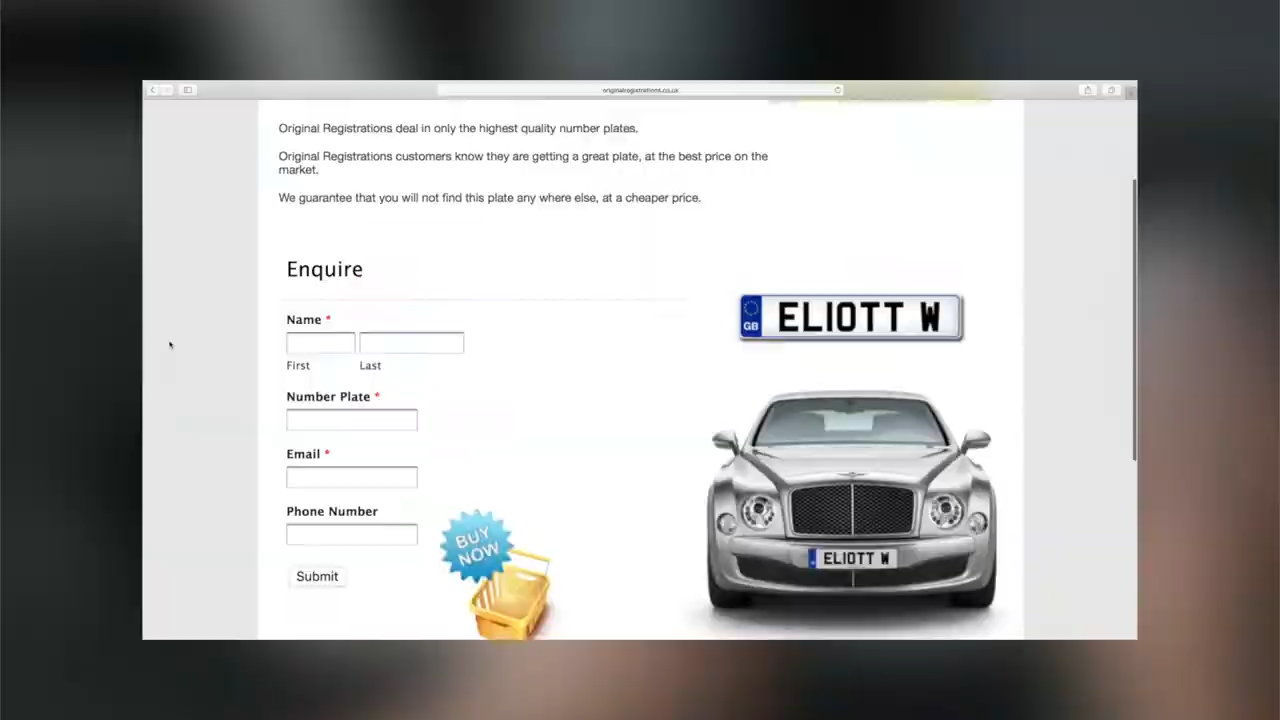 originalregistrations.co.uk
Original Registrations deal in only the highest quality number plates.
Original Registrations customers know they are getting a great plate, at the best price on the
market.
We guarantee that you will not find this plate any where else, at a cheaper price.
Enquire
Name *
First Last
Number Plate *
Email *
Phone Number
Submit
BUY
NOW
GB ELIOTT W
ELIOTT W